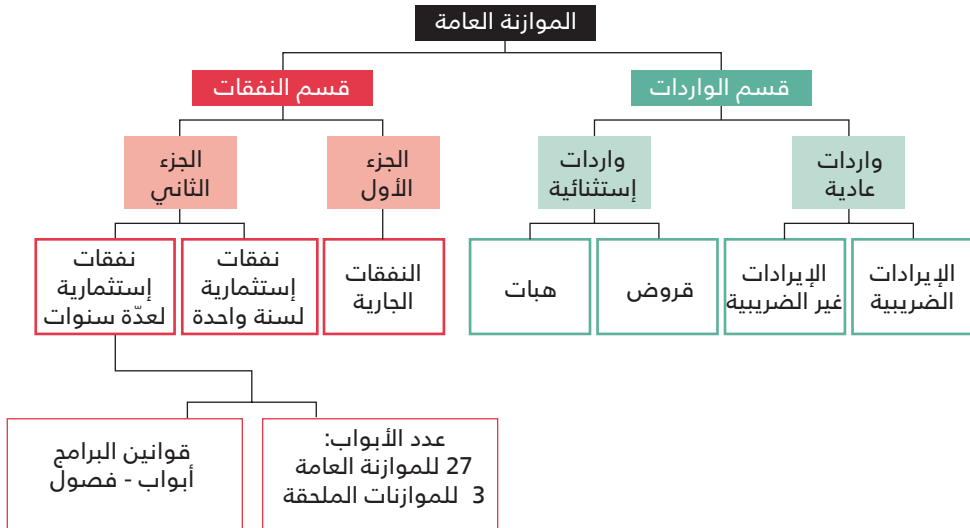 الموازنة العامة
قسم الواردات
قسم النفقات
واردات
عادية
واردات
إستثنائية
الجزء
الأول
الجزء
الثاني
الإيرادات
الضريبية
الإيرادات
غير الضريبية
قروض
هبات
النفقات
الجارية
نفقات
إستثمارية
لسنة واحدة
نفقات
إستثمارية
لعدّة سنوات
عدد الأبواب:
27 للموازنة العامة
3 للموازنات الملحقة
قوانين البرامج
أبواب - فصول